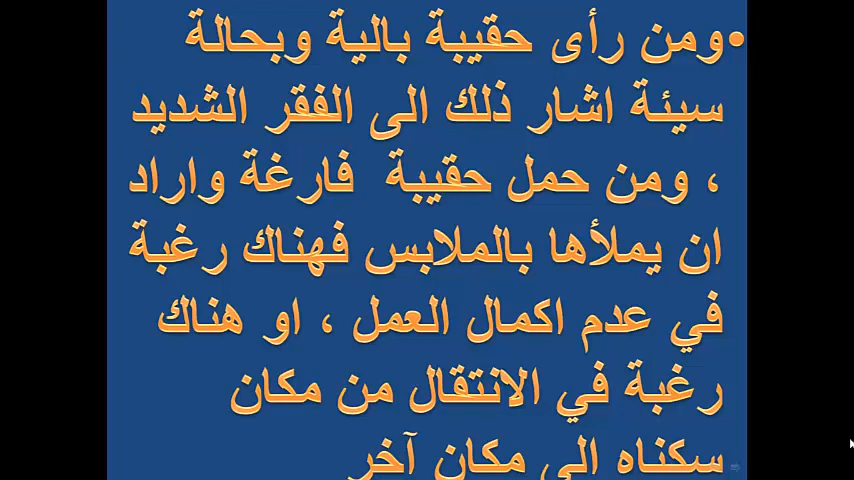 •ومن رأى حقيبة بالية وبحالة
سيئة اشار ذلك الى الفقر الشديد
، ومن حمل حقيبة فارغة واراد
ان يملأها بالملابس فهناك رغبة
في عدم اكمال العمل ، او هناك
رغبة في الانتقال من مكان
سكناه الى مكان آخر